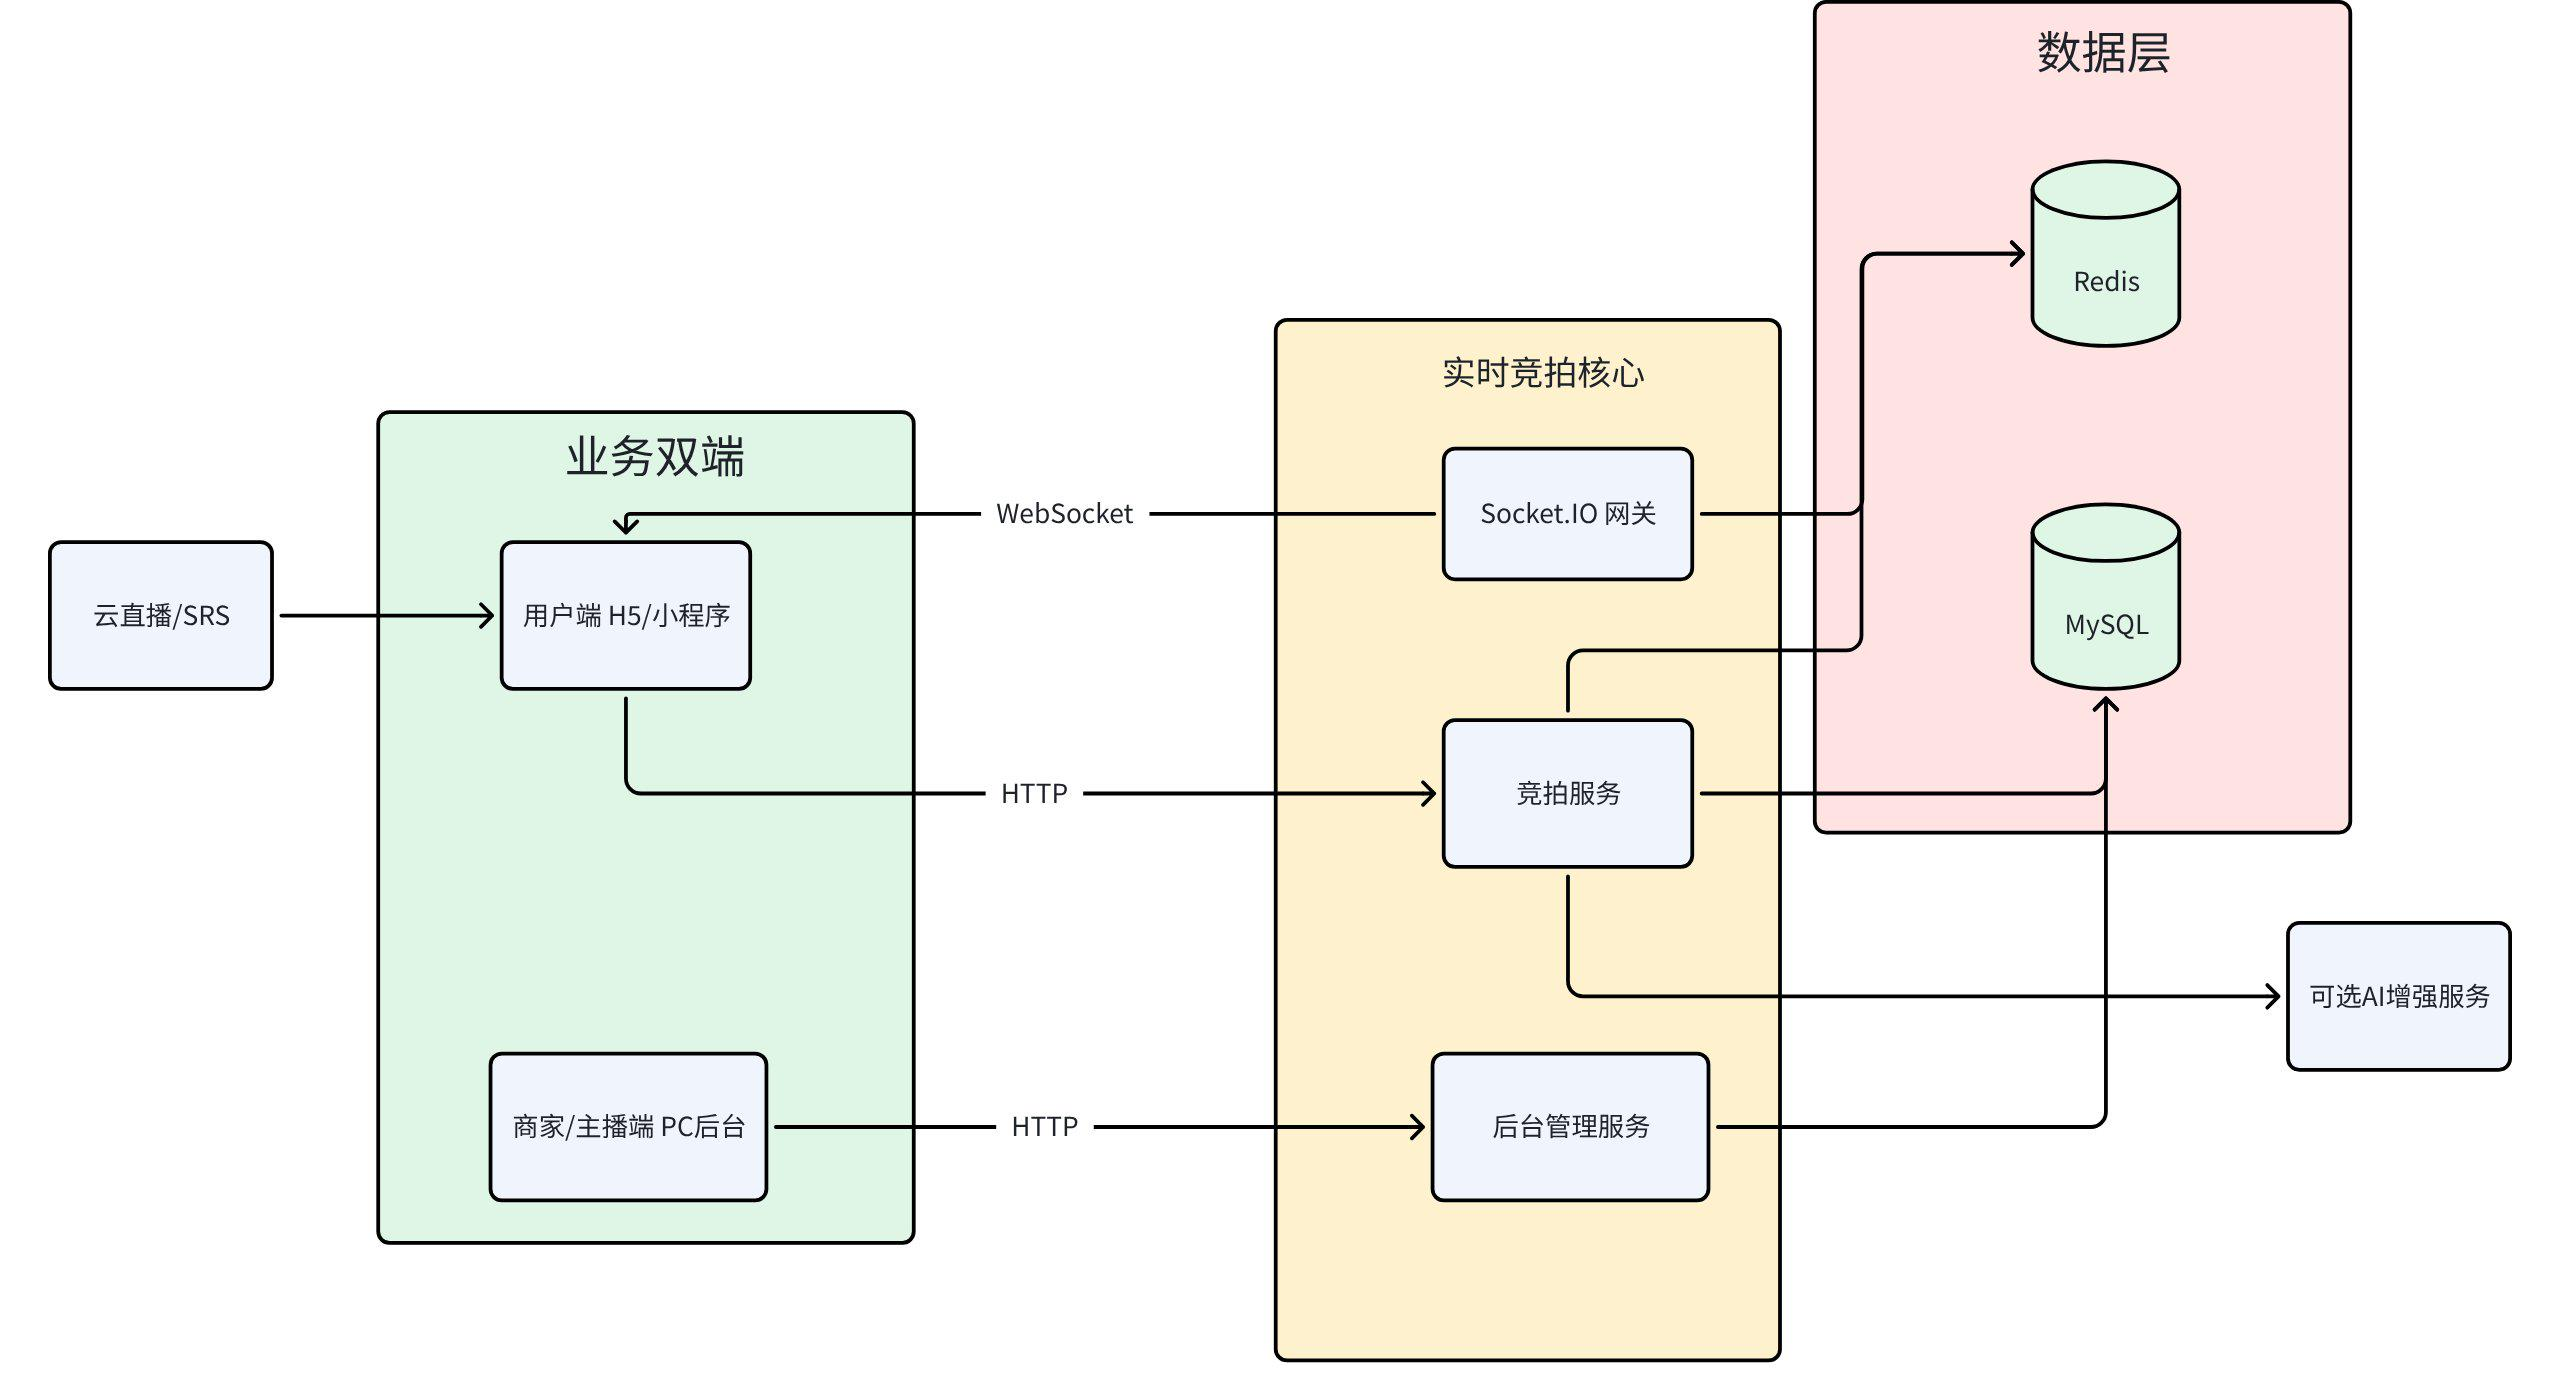 数据层
Redis
实时竞拍核心
业务双端
WebSocket
Socket.IO 网关
云直播/SRS
用户端 H5/小程序
MySQL
HTTP
竞拍服务
可选AI增强服务
商家/主播端 PC后台
HTTP
后台管理服务